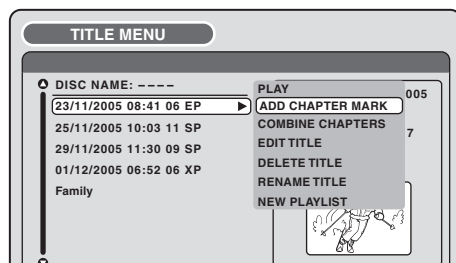 TITLE MENU
DISC NAME: – – – –
23/11/2005 08:41 06 EP
25/11/2005 10:03 11 SP
29/11/2005 11:30 09 SP
01/12/2005 06:52 06 XP
Family
PLAY
ADD CHAPTER MARK
COMBINE CHAPTERS
EDIT TITLE
DELETE TITLE
RENAME TITLE
NEW PLAYLIST
005
7